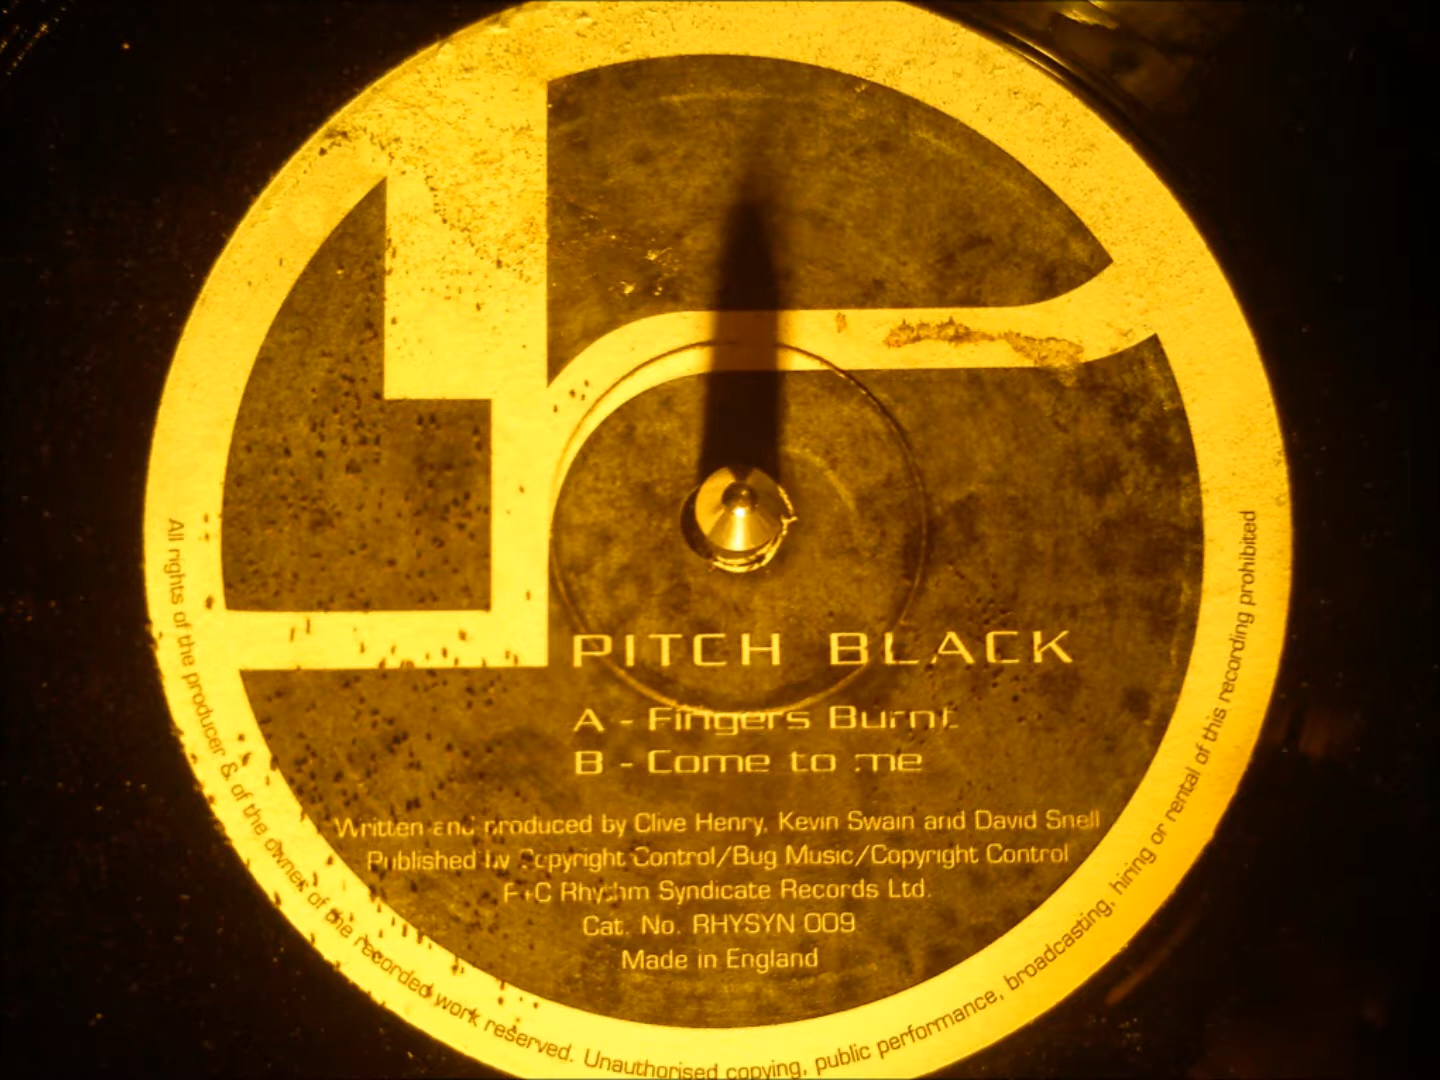 PITCH BLACK
A - Fingers Burnt
B - Come to me
Written and produced by Clive Henry, Kevin Swain and David Snell
Published by Copyright Control/Bug Music/Copyright Control
P+C Rhythm Syndicate Records Ltd.
Cat. No. RHYSYN 009
Made in England
All rights of the producer & of the owner of the recorded work reserved. Unauthorised copying, public performance, broadcasting, hiring or rental of this recording prohibited